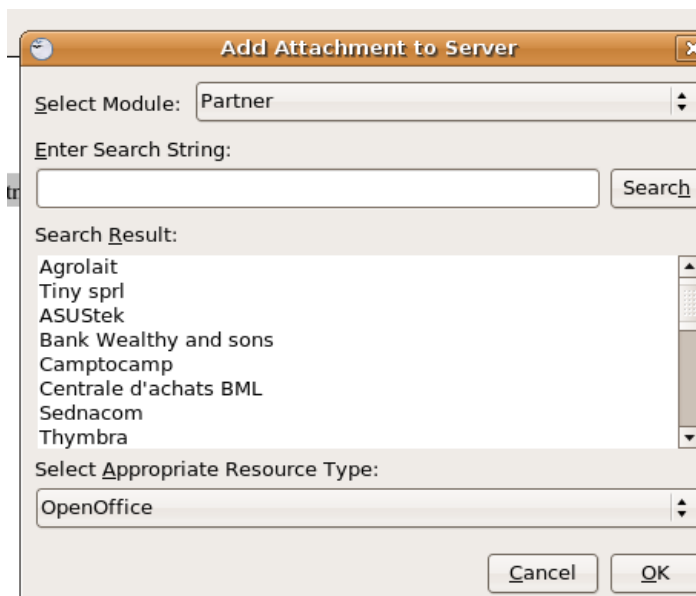 Add Attachment to Server
Select Module: Partner
Enter Search String:
Search
Search Result:
Agrolait
Tiny sprl
ASUStek
Bank Wealthy and sons
Camptocamp
Centrale d'achats BML
Sednacom
Thymbra
Select Appropriate Resource Type:
OpenOffice
Cancel OK